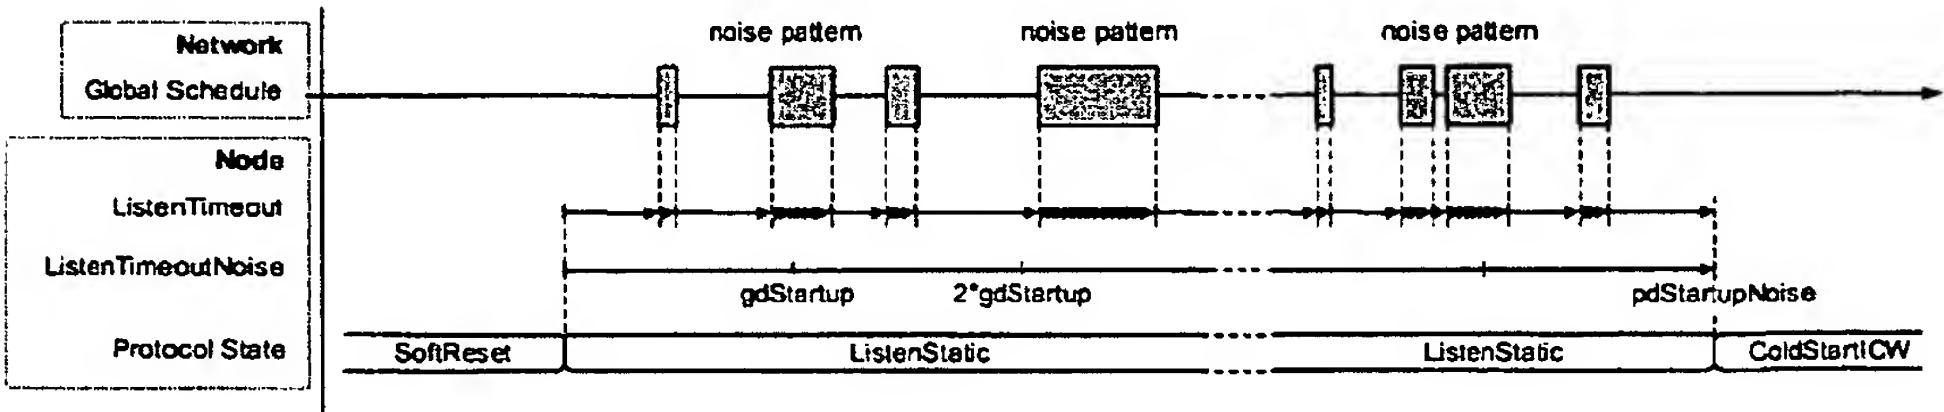 noise pattern noise pattern noise pattern
Network
Global Schedule
Node
ListenTimeout
ListenTimeoutNoise
gdStartup 2*gdStartup pdStartupNoise
Protocol State SoftReset ListenStatic ListenStatic ColdStartICW